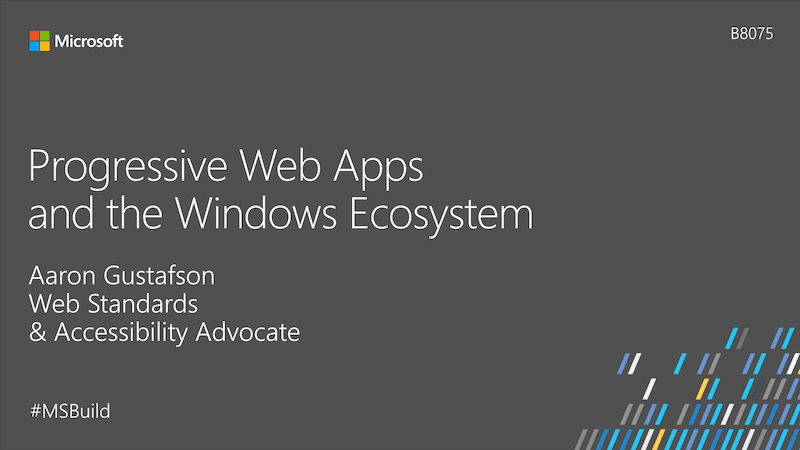 Microsoft
B8075
Progressive Web Apps
and the Windows Ecosystem
Aaron Gustafson
Web Standards
& Accessibility Advocate
#MSBuild